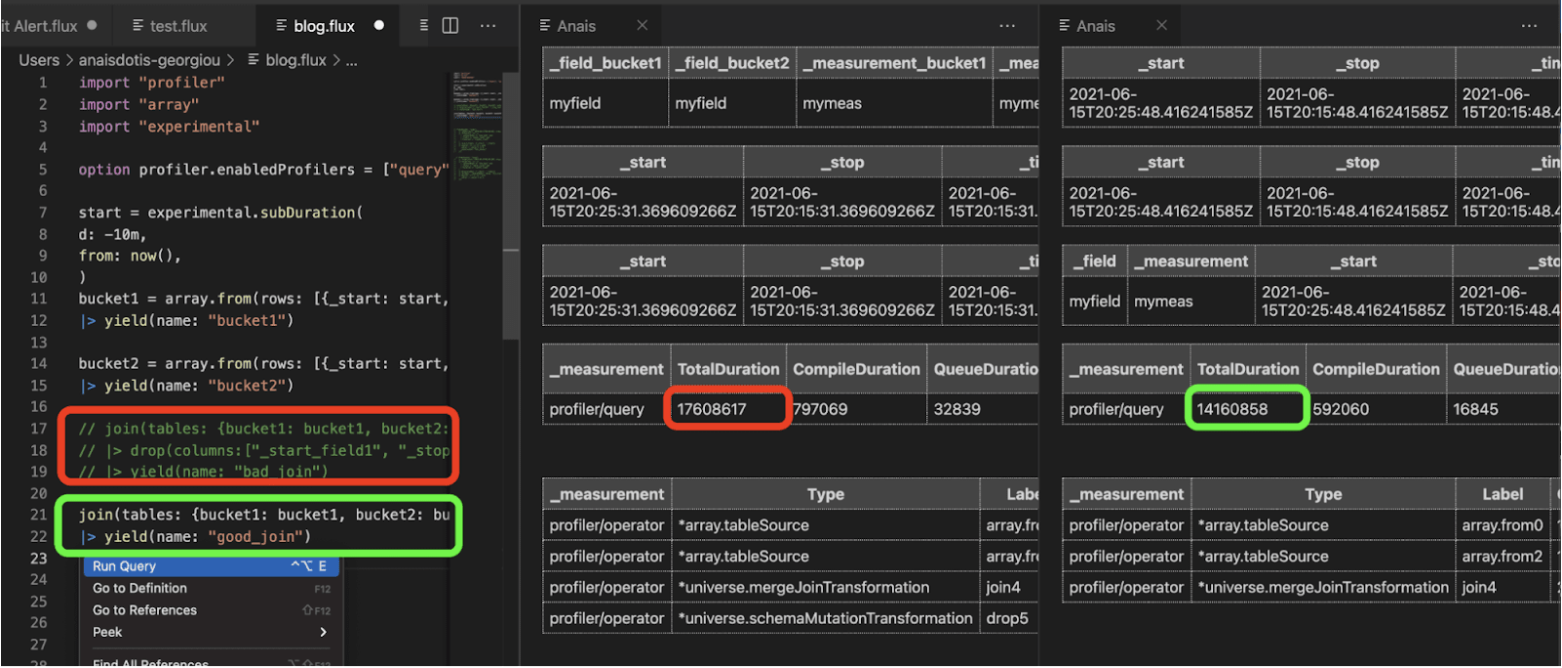 it Alert.flux
test.flux
blog.flux
Users > anaisdotis-georgiou > blog.flux > ...
1 import "profiler"
2 import "array"
3 import "experimental"
4
5 option profiler.enabledProfilers = ["query"
6
7 start = experimental.subDuration(
8 d: -10m,
9 from: now(),
10 )
11 bucket1 = array.from(rows: [{_start: start,
12 |> yield(name: "bucket1")
13
14 bucket2 = array.from(rows: [{_start: start,
15 |> yield(name: "bucket2")
16
17 // join(tables: {bucket1: bucket1, bucket2:
18 // |> drop(columns:["_start_field1", "_stop
19 // |> yield(name: "bad_join")
20
21 join(tables: {bucket1: bucket1, bucket2: bu
22 |> yield(name: "good_join")
23
24
25
26
27
28
Run Query ^⌥ E
Go to Definition F12
Go to References ⇧F12
Peek >
Find All References ⌥⇧F12
Anais
_field_bucket1 _field_bucket2 _measurement_bucket1 _mea
myfield myfield mymeas myme
_start _stop _ti
2021-06- 2021-06- 2021-06-
15T20:25:31.369609266Z 15T20:15:31.369609266Z 15T20:15:31.
_start _stop _ti
2021-06- 2021-06- 2021-06-
15T20:25:31.369609266Z 15T20:15:31.369609266Z 15T20:15:31.
_measurement TotalDuration CompileDuration QueueDuratio
profiler/query 17608617 797069 32839
_measurement Type Labe
profiler/operator *array.tableSource array.fro
profiler/operator *array.tableSource array.fro
profiler/operator *universe.mergeJoinTransformation join4
profiler/operator *universe.schemaMutationTransformation drop5
Anais
_start _stop _tim
2021-06- 2021-06- 2021-06-
15T20:25:48.416241585Z 15T20:15:48.416241585Z 15T20:15:48.4
_start _stop _tim
2021-06- 2021-06- 2021-06-
15T20:25:48.416241585Z 15T20:15:48.416241585Z 15T20:15:48.4
_field _measurement _start _sto
myfield mymeas 2021-06- 2021-06-
15T20:25:48.416241585Z 15T20:15:48.4
_measurement TotalDuration CompileDuration QueueDuratio
profiler/query 14160858 592060 16845
_measurement Type Label
profiler/operator *array.tableSource array.from0
profiler/operator *array.tableSource array.from2
profiler/operator *universe.mergeJoinTransformation join4